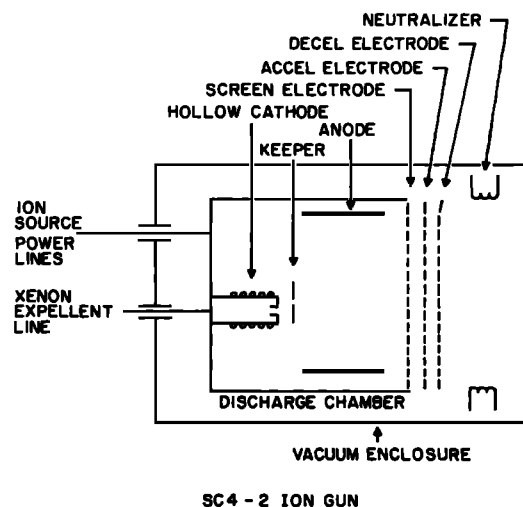 NEUTRALIZER
DECEL ELECTRODE
ACCEL ELECTRODE
SCREEN ELECTRODE
HOLLOW CATHODE
ANODE
KEEPER
ION
SOURCE
POWER
LINES
XENON
EXPELLENT
LINE
DISCHARGE CHAMBER
VACUUM ENCLOSURE
SC4-2 ION GUN